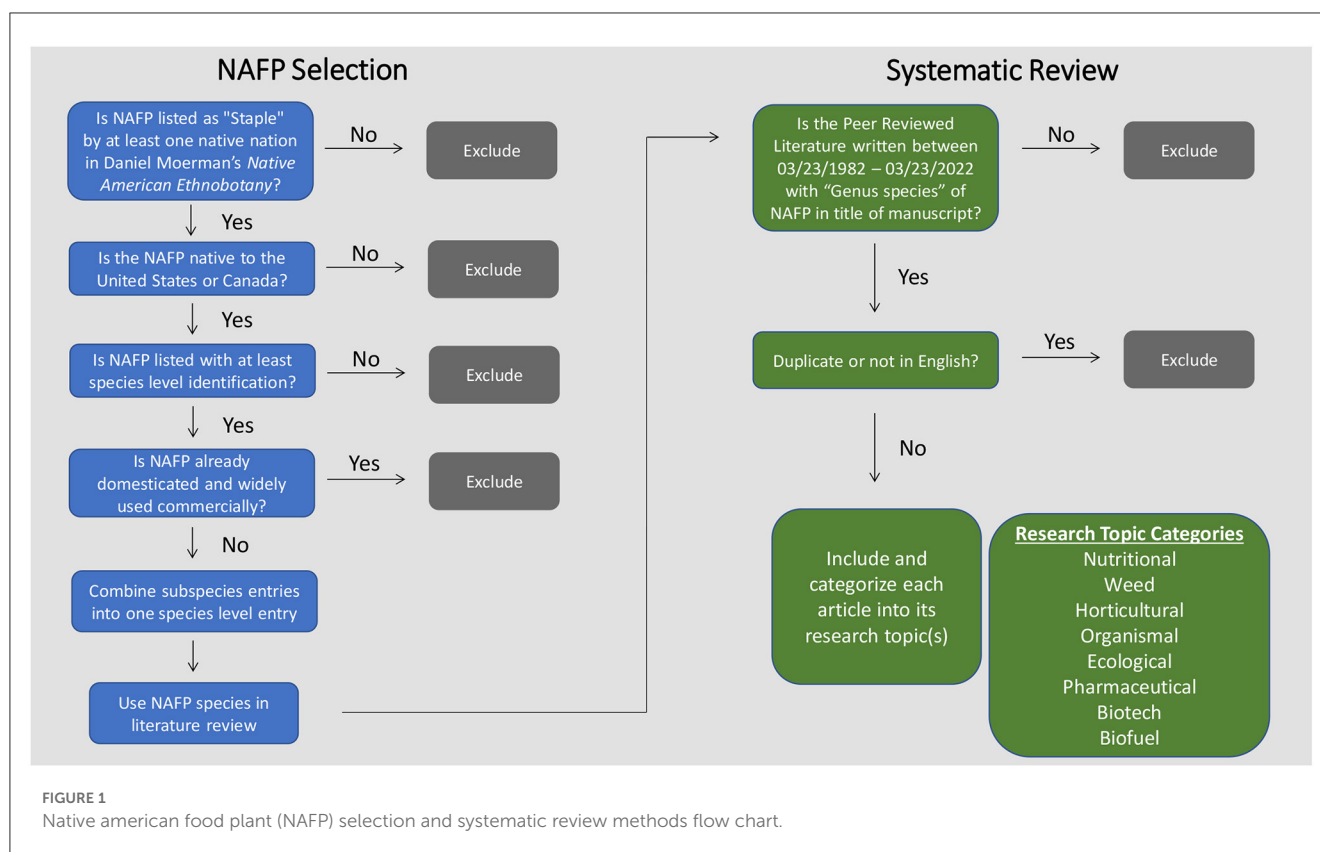 NAFP Selection
Is NAFP listed as "Staple"
by at least one native nation
in Daniel Moerman's Native
American Ethnobotany?
No
Exclude
Yes
Is the NAFP native to the
United States or Canada?
No
Exclude
Yes
Is NAFP listed with at least
species level identification?
No
Exclude
Yes
Is NAFP already
domesticated and widely
used commercially?
Yes
Exclude
No
Combine subspecies entries
into one species level entry
Use NAFP species in
literature review
Systematic Review
Is the Peer Reviewed
Literature written between
03/23/1982 – 03/23/2022
with “Genus species” of
NAFP in title of manuscript?
No
Exclude
Yes
Duplicate or not in English?
Yes
Exclude
No
Include and
categorize each
article into its
research topic(s)
Research Topic Categories
Nutritional
Weed
Horticultural
Organismal
Ecological
Pharmaceutical
Biotech
Biofuel
FIGURE 1
Native american food plant (NAFP) selection and systematic review methods flow chart.